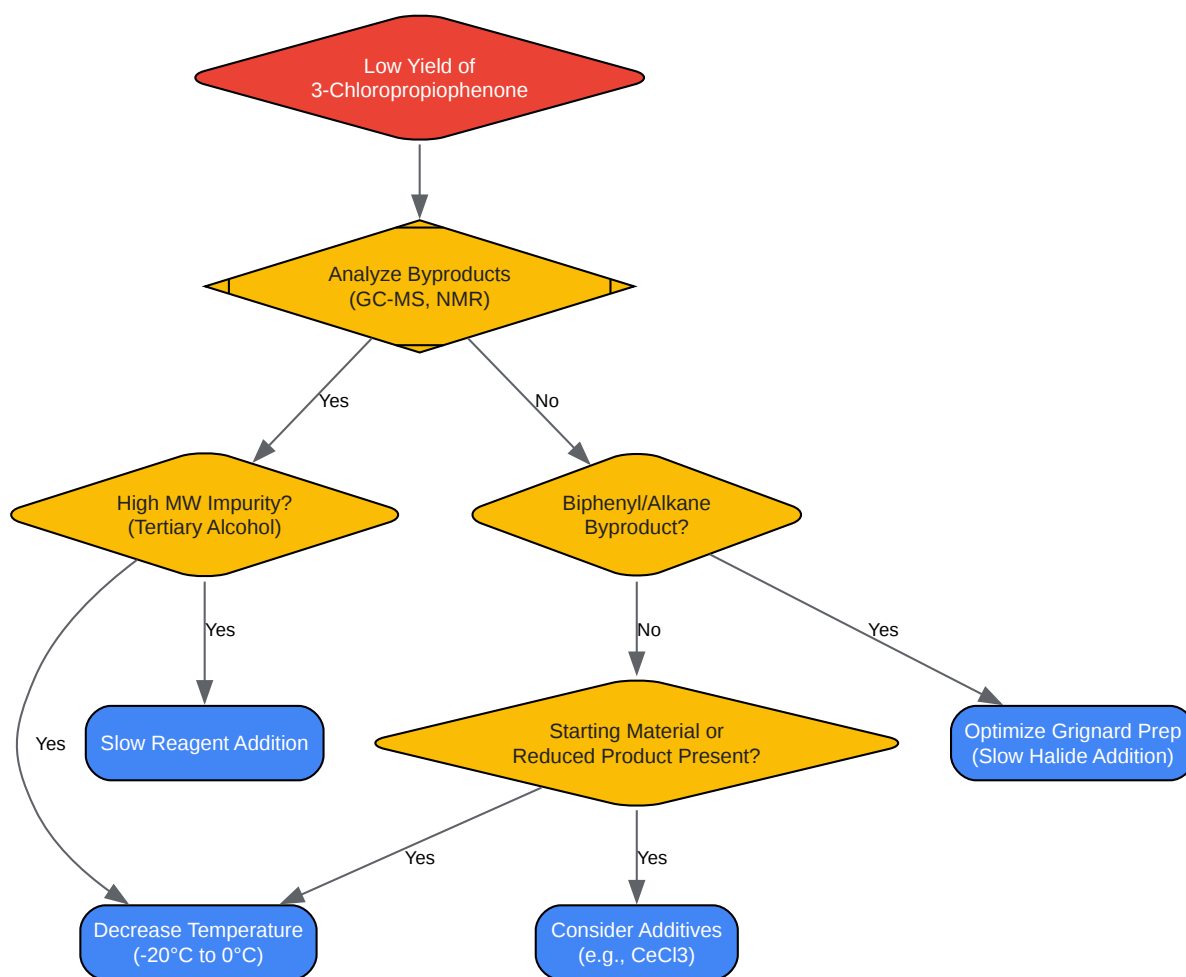 Low Yield of
3-Chloropropiophenone
Analyze Byproducts
(GC-MS, NMR)
Yes
No
High MW Impurity?
(Tertiary Alcohol)
Biphenyl/Alkane
Byproduct?
Yes
No
Yes
Yes
Slow Reagent Addition
Starting Material or
Reduced Product Present?
Optimize Grignard Prep
(Slow Halide Addition)
Yes
Yes
Decrease Temperature
(-20°C to 0°C)
Consider Additives
(e.g., CeCl3)